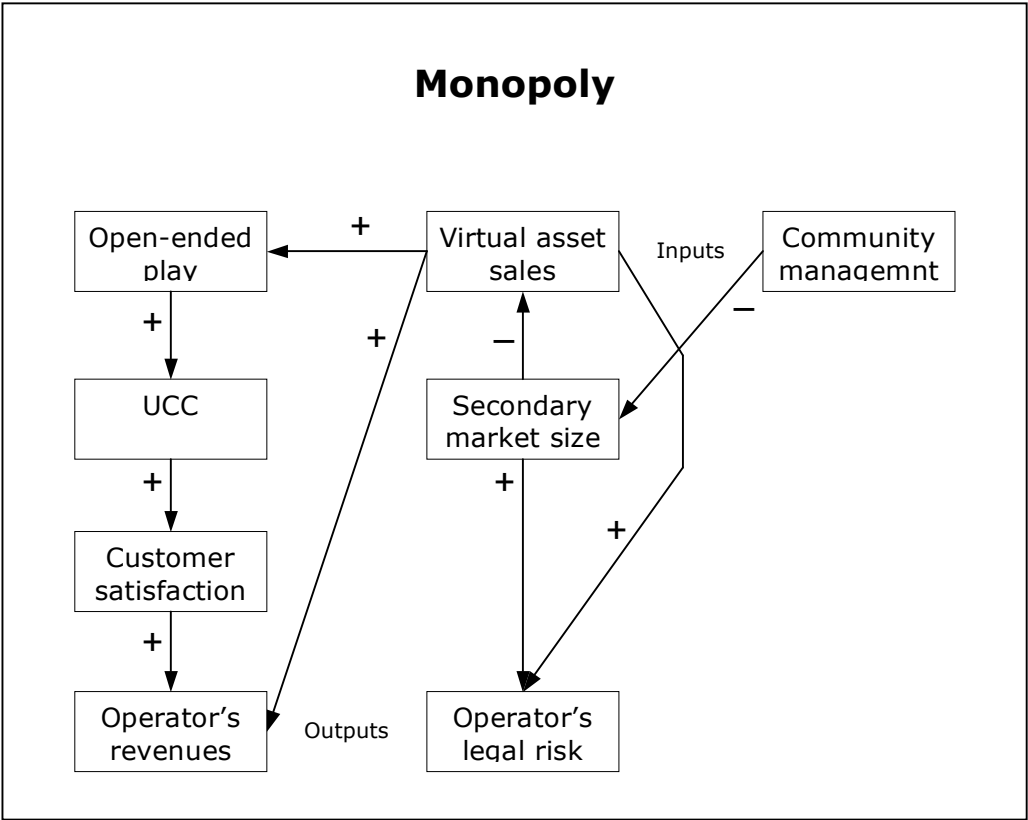 Monopoly
Open-ended
play
+
Virtual asset
sales
Inputs
Community
managemnt
+
+
–
–
UCC
Secondary
market size
+
+
+
Customer
satisfaction
+
Operator’s
revenues
Outputs
Operator’s
legal risk